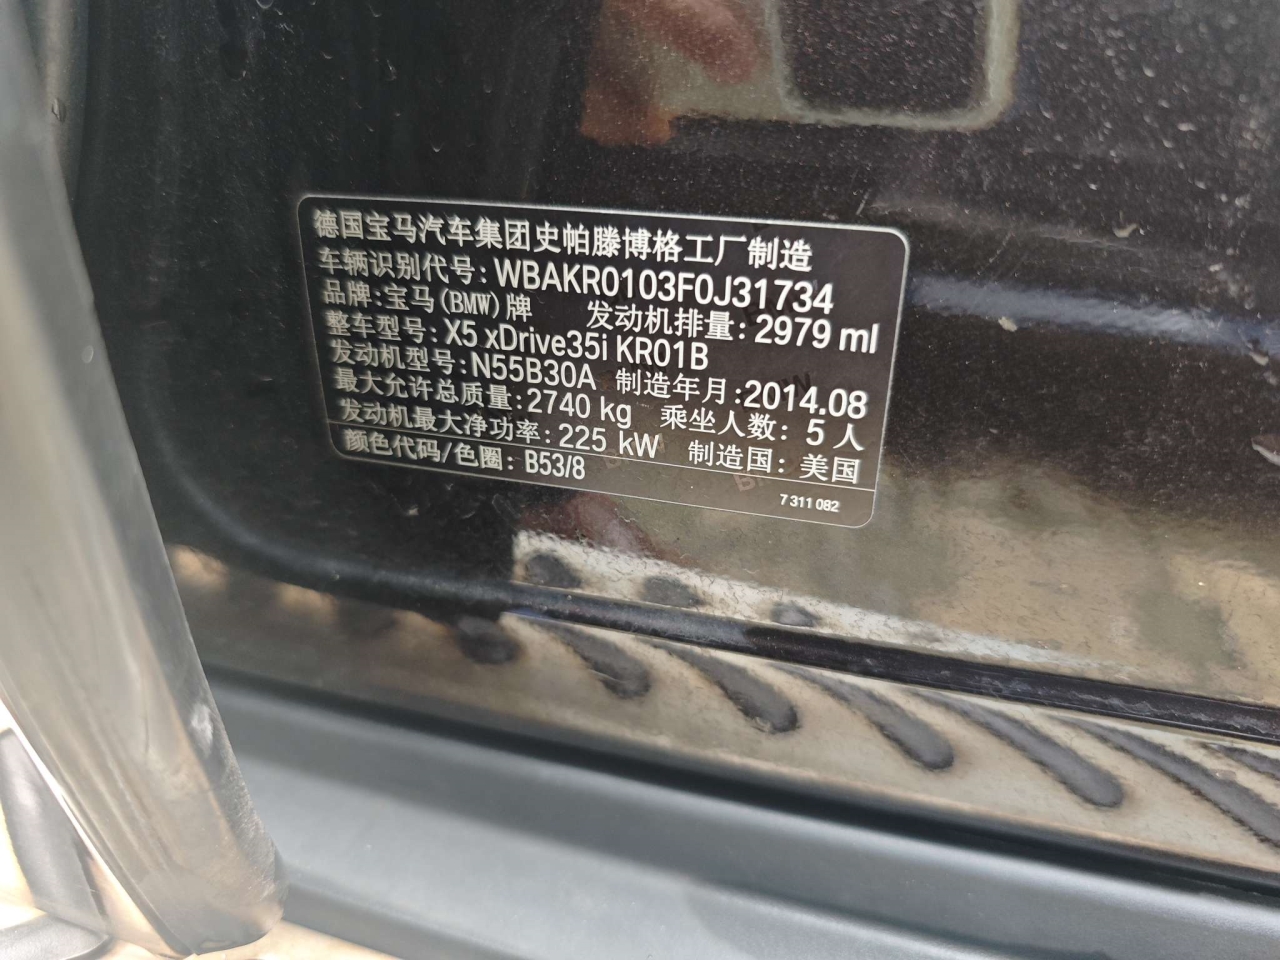 德国宝马汽车集团史帕滕博格工厂制造
车辆识别代号: WBAKR0103F0J31734
品牌: 宝马(BMW)牌 发动机排量: 2979 ml
整车型号: X5 xDrive35i KR01B
发动机型号: N55B30A 制造年月: 2014.08
最大允许总质量: 2740 kg 乘坐人数: 5人
发动机最大净功率: 225 kW 制造国: 美国
颜色代码/色圈: B53/8
7 311 082